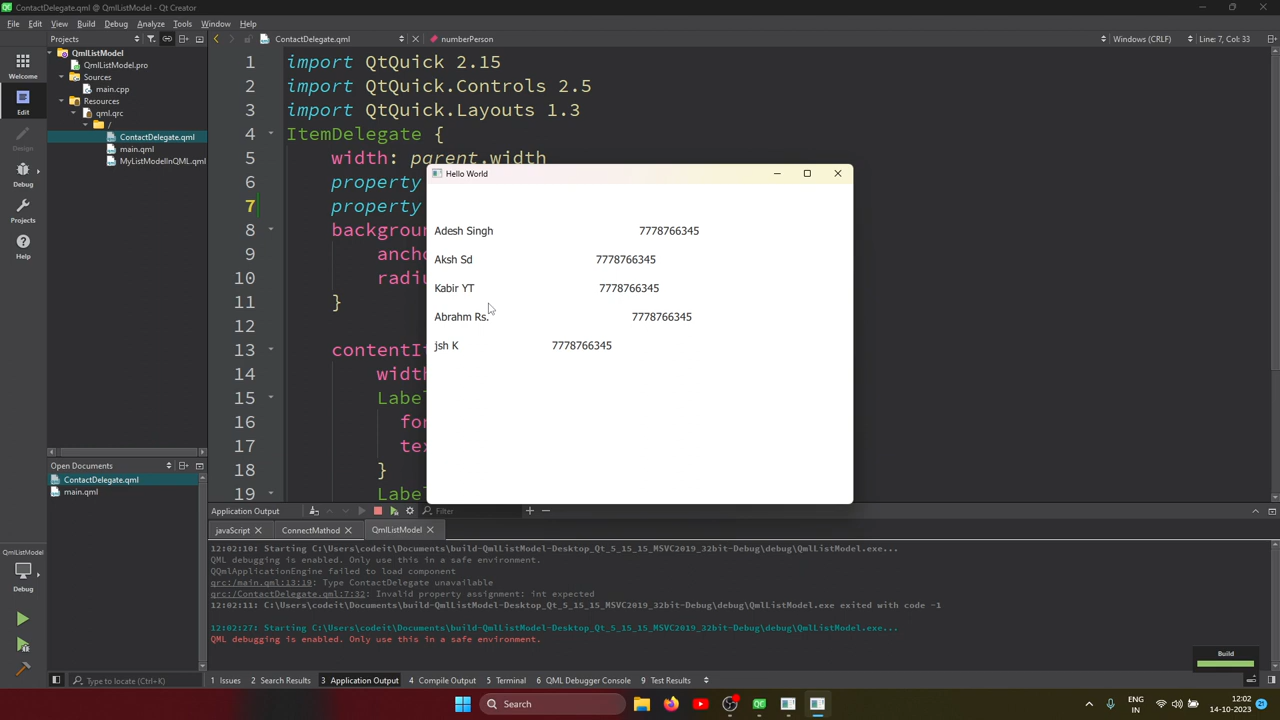 ContactDelegate.qml @ QmlListModel - Qt Creator
File Edit View Build Debug Analyze Tools Window Help
Projects
ContactDelegate.qml
numberPerson
Windows (CRLF)
Line: 7, Col: 33
Welcome
Edit
Design
Debug
Projects
Help
QmlListModel
QmlListModel.pro
Sources
main.cpp
Resources
qml.qrc
/
ContactDelegate.qml
main.qml
MyListModelInQML.qml
1 import QtQuick 2.15
2 import QtQuick.Controls 2.5
3 import QtQuick.Layouts 1.3
4 ItemDelegate {
5 width: parent.width
6 property
7 property
8 backgroun
9 ancho
10 radiu
11 }
12
13 contentI
14 width
15 Labe
16 fo
17 te
18 }
19 Labe
Hello World
Adesh Singh 7778766345
Aksh Sd 7778766345
Kabir YT 7778766345
Abrahm Rs. 7778766345
jsh K 7778766345
Open Documents
ContactDelegate.qml
main.qml
QmlListModel
Debug
Application Output
Filter
javaScript
ConnectMathod
QmlListModel
12:02:10: Starting C:\Users\codeit\Documents\build-QmlListModel-Desktop_Qt_5_15_15_MSVC2019_32bit-Debug\debug\QmlListModel.exe...
QML debugging is enabled. Only use this in a safe environment.
QQmlApplicationEngine failed to load component
qrc:/main.qml:13:19: Type ContactDelegate unavailable
qrc:/ContactDelegate.qml:7:32: Invalid property assignment: int expected
12:02:11: C:\Users\codeit\Documents\build-QmlListModel-Desktop_Qt_5_15_15_MSVC2019_32bit-Debug\debug\QmlListModel.exe exited with code -1
12:02:27: Starting C:\Users\codeit\Documents\build-QmlListModel-Desktop_Qt_5_15_15_MSVC2019_32bit-Debug\debug\QmlListModel.exe...
QML debugging is enabled. Only use this in a safe environment.
Build
Type to locate (Ctrl+K)
1 Issues 2 Search Results 3 Application Output 4 Compile Output 5 Terminal 6 QML Debugger Console 9 Test Results
Search
ENG
IN
12:02
14-10-2023